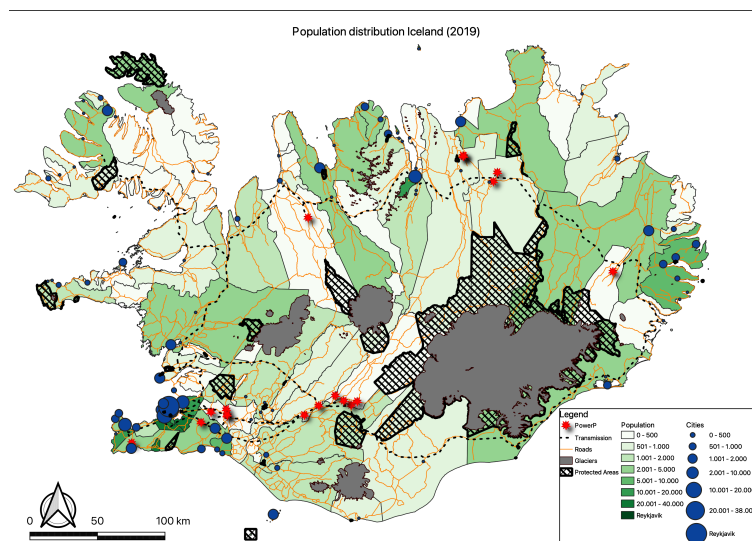 Population distribution Iceland (2019)
Legend
PowerP
Transmission
Roads
Glaciers
Protected Areas
Population
0 - 500
501 - 1.000
1.001 - 2.000
2.001 - 5.000
5.001 - 10.000
10.001 - 20.000
20.001 - 40.000
Reykjavik
Cities
0 - 500
501 - 1.000
1.001 - 2.000
2.001 - 10.000
10.001 - 20.000
20.001 - 38.00
Reykjavik
0 50 100 km